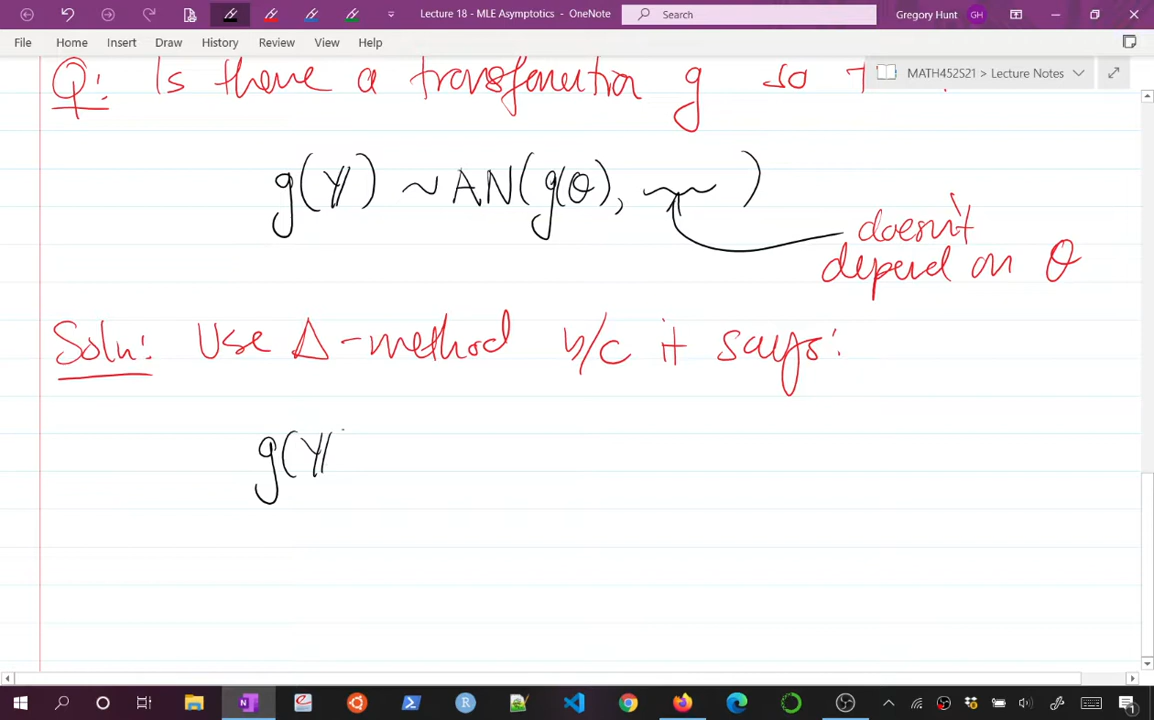 Lecture 18 - MLE Asymptotics - OneNote
Search
Gregory Hunt GH
File Home Insert Draw History Review View Help
MATH452S21 > Lecture Notes
Q: Is there a transformation g so
g(Y) ~ AN(g(θ), ~~ )
doesn't
depend on θ
Soln: Use Δ-method b/c it says:
g(Y